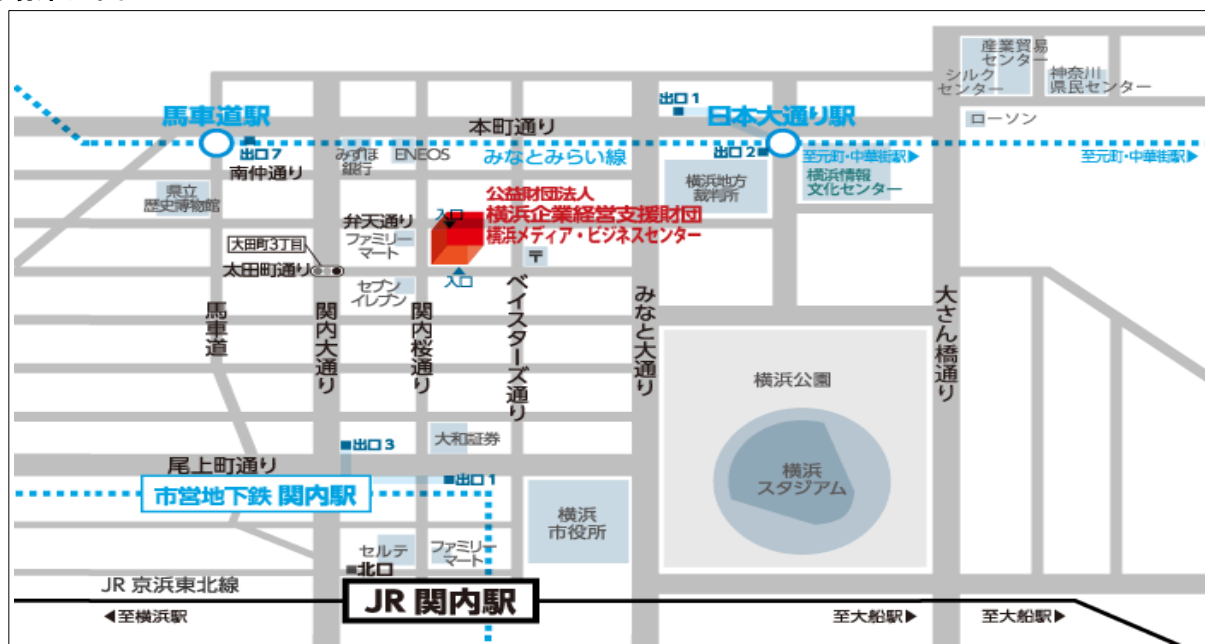 産業貿易
センター
シルク
センター
神奈川
県民センター
出口1
馬車道駅
日本大通り駅
ローソン
本町通り
出口7
みずほ
銀行
ENEOS
みなとみらい線
出口2
至元町・中華街駅▶
至元町・中華街駅▶
南仲通り
横浜地方
裁判所
横浜情報
文化センター
県立
歴史博物館
公益財団法人
横浜企業経営支援財団
横浜メディア・ビジネスセンター
入口
弁天通り
ファミリー
マート
大田町3丁目
太田町通り
〒
入口
セブン
イレブン
馬車道
関内大通り
関内桜通り
ベイスターズ通り
みなと大通り
大さん橋通り
横浜公園
大和証券
出口3
尾上町通り
横浜
スタジアム
出口1
市営地下鉄 関内駅
横浜
市役所
セルテ
ファミリー
マート
北口
JR 京浜東北線
JR 関内駅
◀至横浜駅
至大船駅▶
至大船駅▶